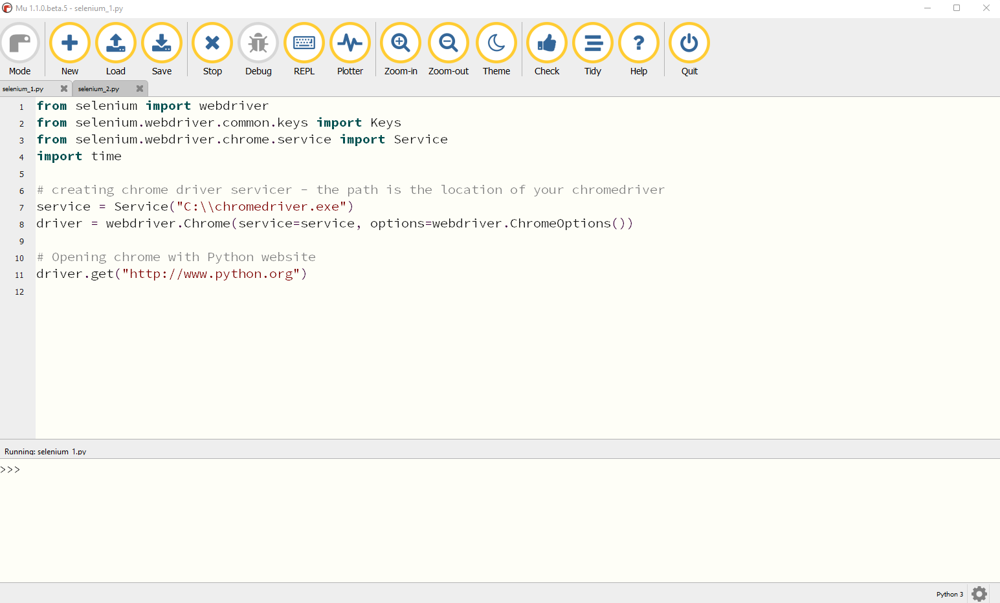 Mu 1.1.0.beta.5 - selenium_1.py
Mode New Load Save Stop Debug REPL Plotter Zoom-in Zoom-out Theme Check Tidy Help Quit
selenium_1.py selenium_2.py
1 from selenium import webdriver
2 from selenium.webdriver.common.keys import Keys
3 from selenium.webdriver.chrome.service import Service
4 import time
5
6 # creating chrome driver servicer - the path is the location of your chromedriver
7 service = Service("C:\\chromedriver.exe")
8 driver = webdriver.Chrome(service=service, options=webdriver.ChromeOptions())
9
10 # Opening chrome with Python website
11 driver.get("http://www.python.org")
12
Running: selenium_1.py
>>>
Python 3